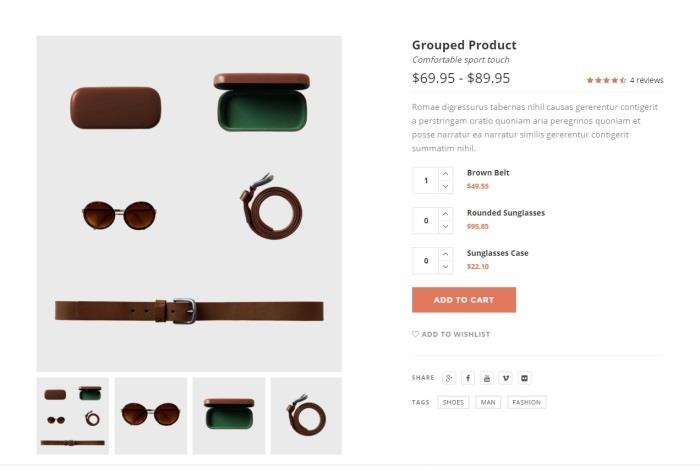 Grouped Product
Comfortable sport touch
$69.95 - $89.95
4 reviews
Romae digressurus tabernas nihil causas gererentur contigerit
a perstringam oratio quoniam aria peregrinos quoniam et
posse narratur ea narratur similis gererentur contigerit
summatim nihil.
1
Brown Belt
$49.55
0
Rounded Sunglasses
$95.85
0
Sunglasses Case
$22.10
ADD TO CART
ADD TO WISHLIST
SHARE
TAGS SHOES MAN FASHION